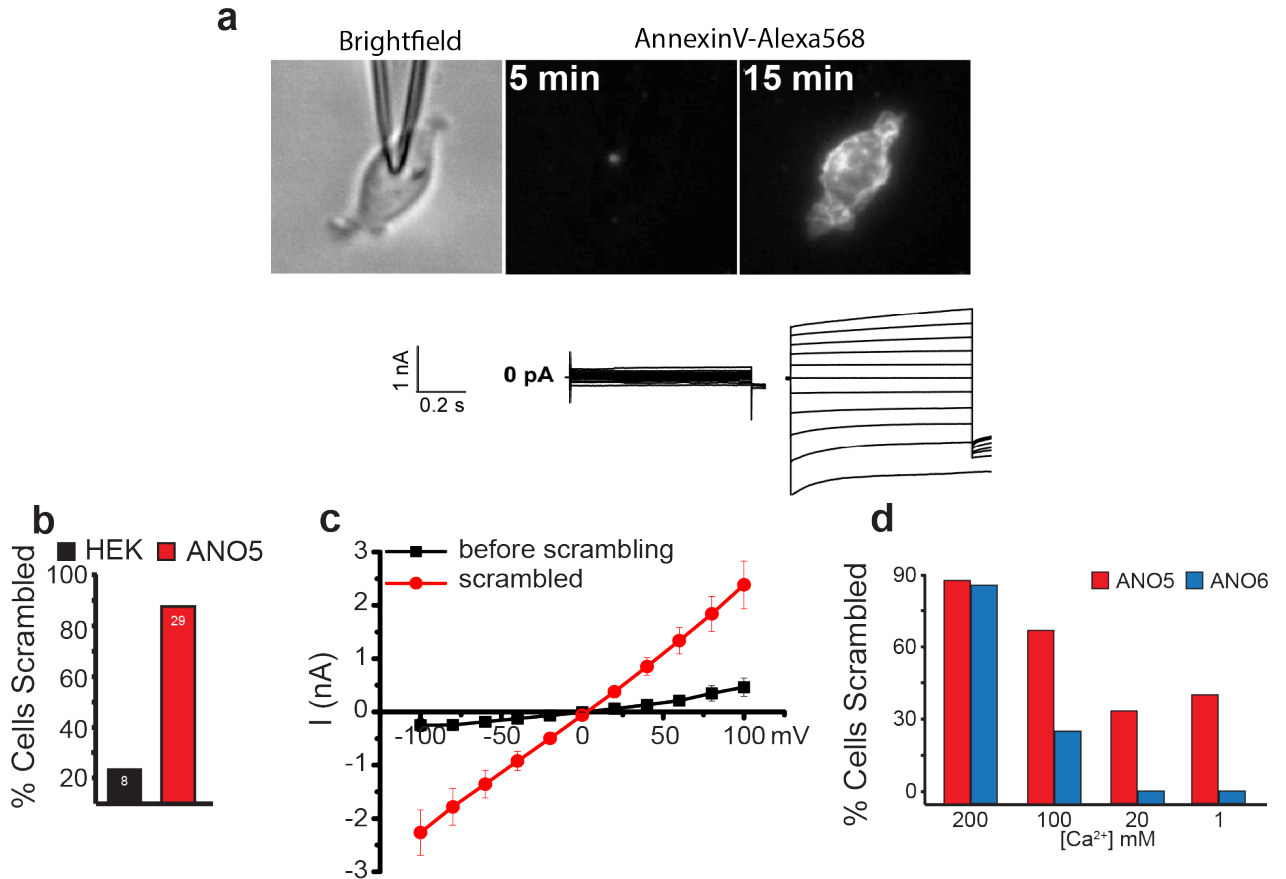 a
Brightfield
AnnexinV-Alexa568
5 min
15 min
1 nA
0.2 s
0 pA
b
HEK
ANO5
% Cells Scrambled
100
80
60
40
20
8
29
c
before scrambling
scrambled
I (nA)
3
2
1
0
-1
-2
-3
-100
-50
0
50
100 mV
d
ANO5
ANO6
% Cells Scrambled
90
60
30
0
200
100
20
1
[Ca²⁺] mM